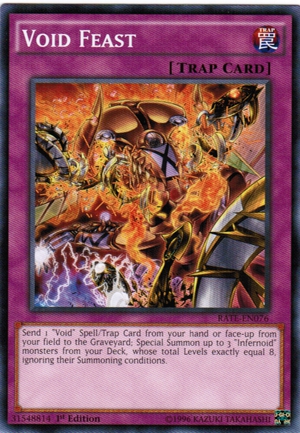 VOID FEAST
TRAP
罠
[TRAP CARD]
RATE-EN076
Send 1 "Void" Spell/Trap Card from your hand or face-up from
your field to the Graveyard; Special Summon up to 3 "Infernoid"
monsters from your Deck, whose total Levels exactly equal 8,
ignoring their Summoning conditions.
31548814 1st Edition
©1996 KAZUKI TAKAHASHI